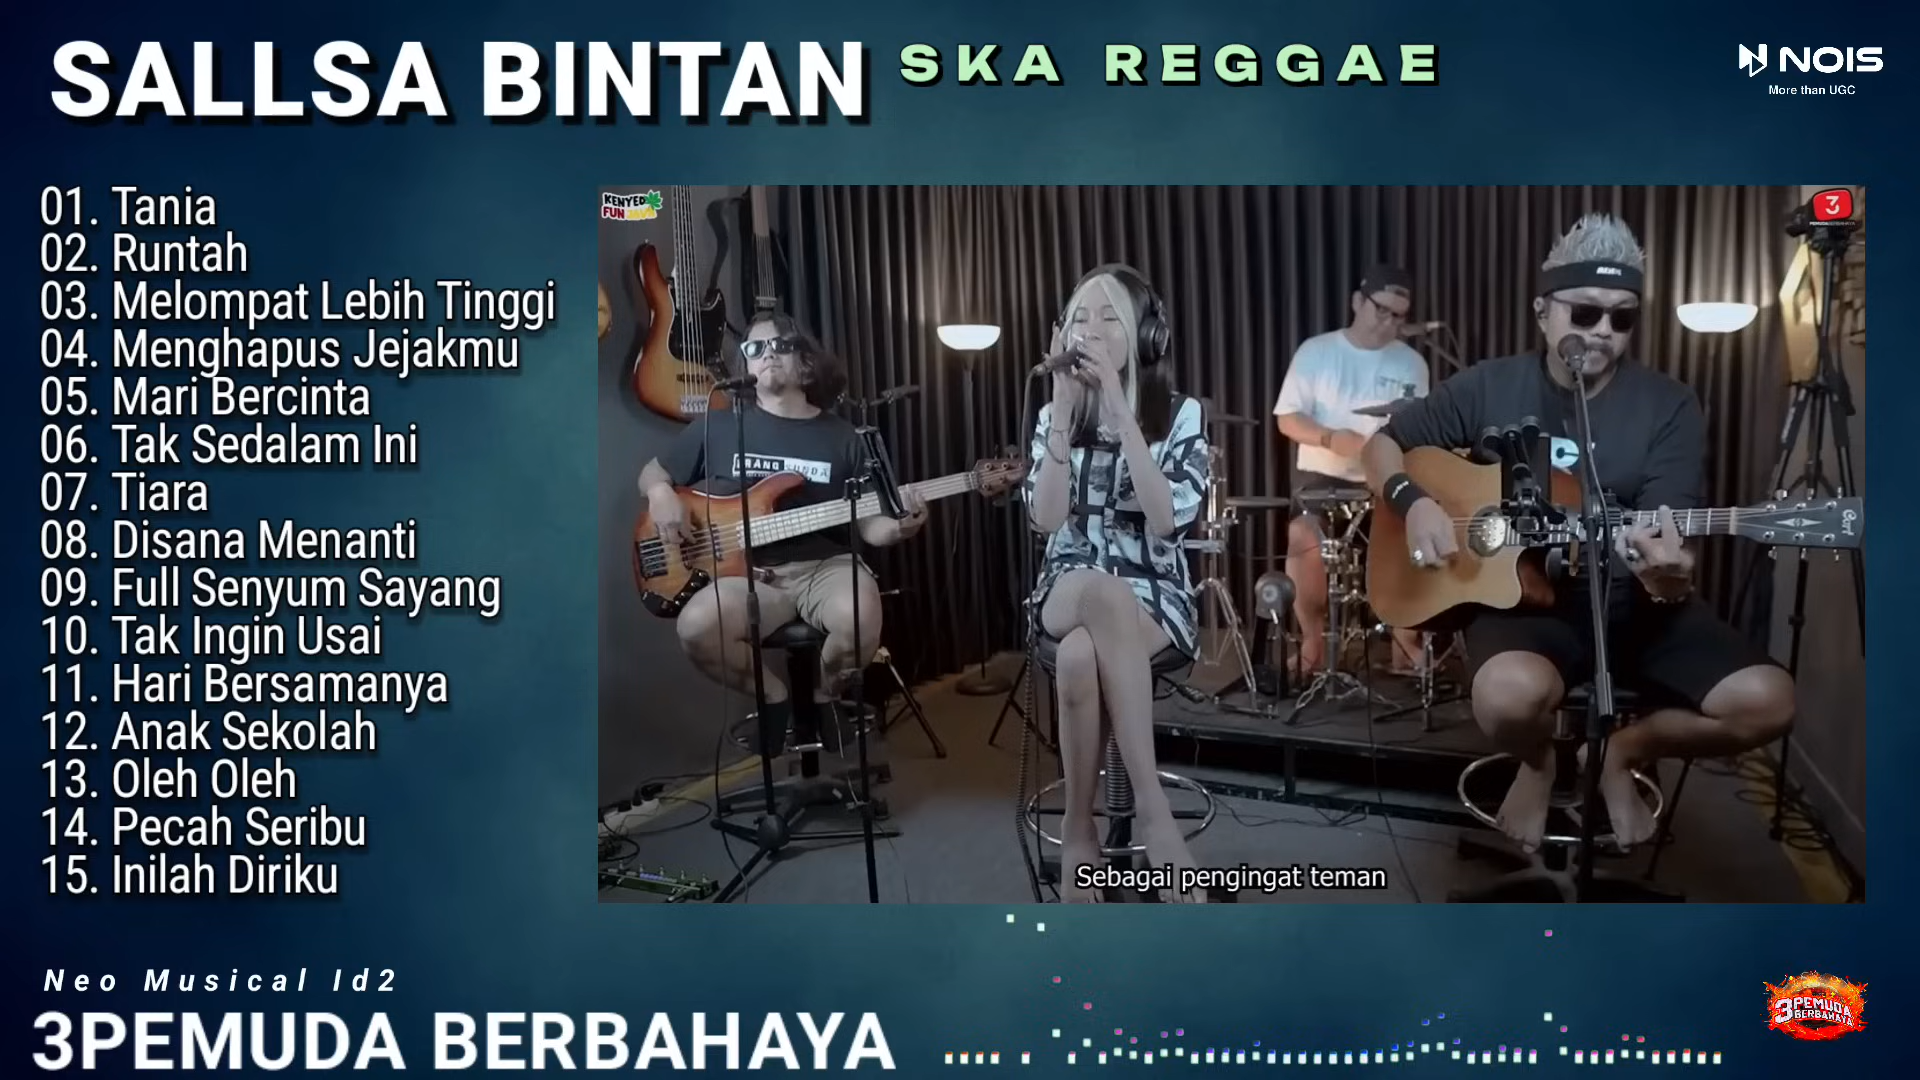 SALLSA BINTAN
SKA REGGAE
NOIS
More than UGC
01. Tania
02. Runtah
03. Melompat Lebih Tinggi
04. Menghapus Jejakmu
05. Mari Bercinta
06. Tak Sedalam Ini
07. Tiara
08. Disana Menanti
09. Full Senyum Sayang
10. Tak Ingin Usai
11. Hari Bersamanya
12. Anak Sekolah
13. Oleh Oleh
14. Pecah Seribu
15. Inilah Diriku
KENYED
FUN JAVA
3
Cort
Sebagai pengingat teman
Neo Musical Id2
3PEMUDA BERBAHAYA
3PEMUDA
BERBAHAYA